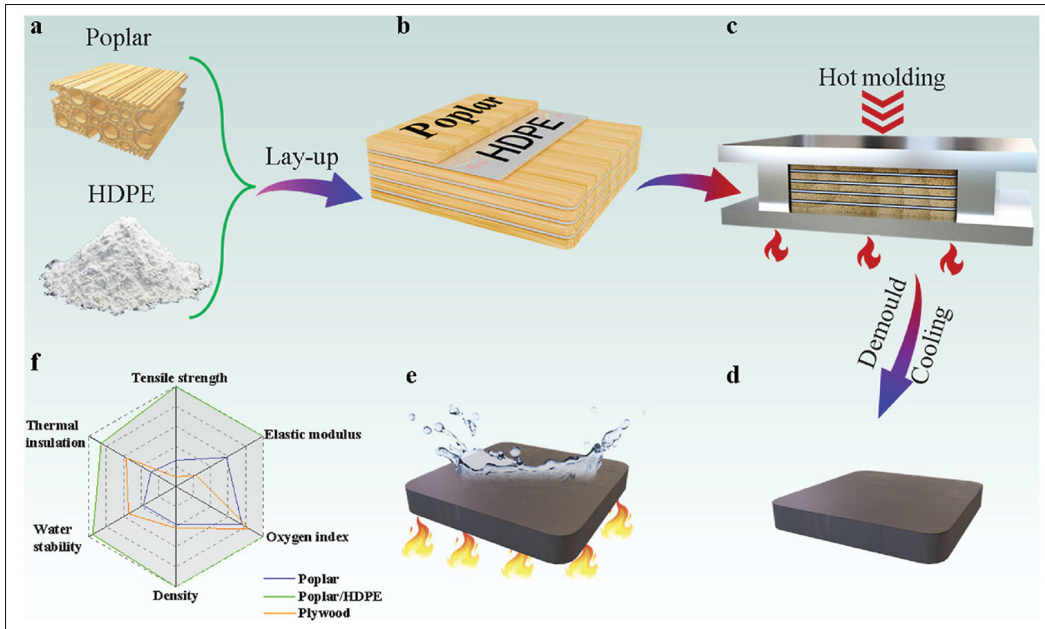 a
Poplar
HDPE
Lay-up
b
Poplar
HDPE
c
Hot molding
Demould
Cooling
f
Tensile strength
Thermal
insulation
Elastic modulus
Water
stability
Oxygen index
Density
Poplar
Poplar/HDPE
Plywood
e
d